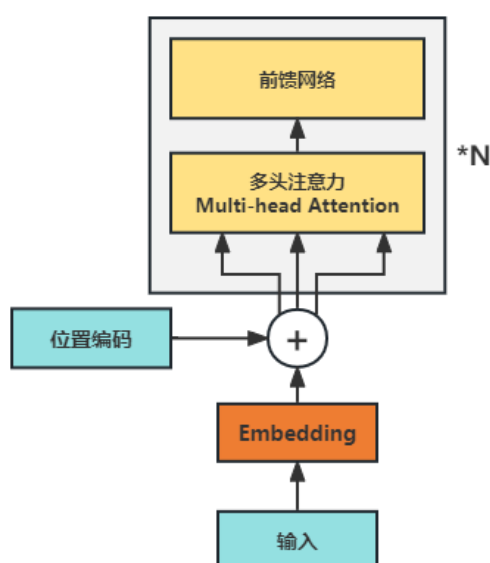 前馈网络
多头注意力
Multi-head Attention
*N
位置编码
+
Embedding
输入